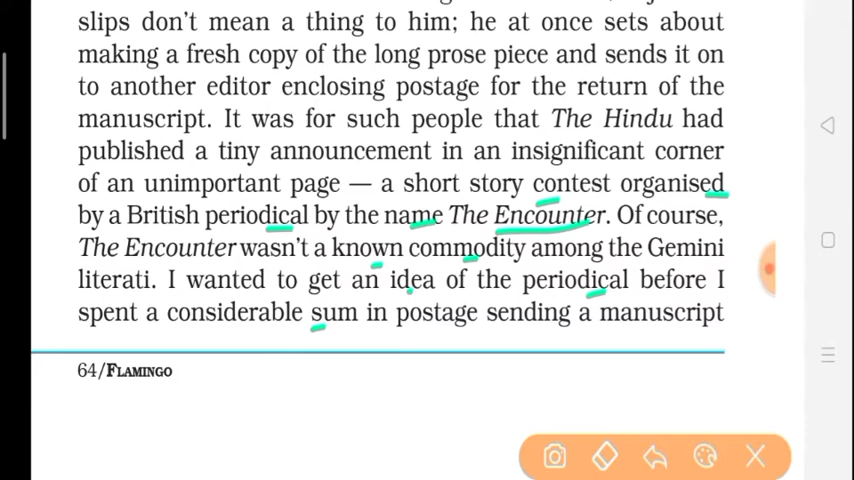 slips don't mean a thing to him; he at once sets about
making a fresh copy of the long prose piece and sends it on
to another editor enclosing postage for the return of the
manuscript. It was for such people that The Hindu had
published a tiny announcement in an insignificant corner
of an unimportant page — a short story contest organised
by a British periodical by the name The Encounter. Of course,
The Encounter wasn't a known commodity among the Gemini
literati. I wanted to get an idea of the periodical before I
spent a considerable sum in postage sending a manuscript
64/FLAMINGO